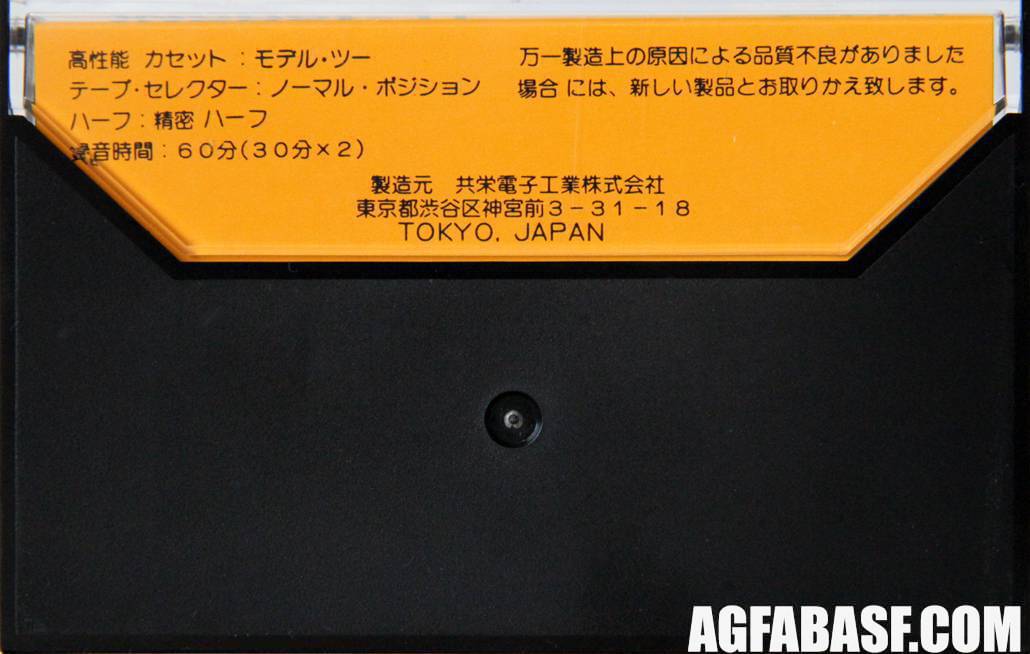 高性能 カセット：モデル・ツー
テープ・セレクター：ノーマル・ポジション
ハーフ：精密 ハーフ
録音時間：60分(30分×2)
万一製造上の原因による品質不良がありました
場合 には、新しい製品とお取りかえ致します。
製造元 共栄電子工業株式会社
東京都渋谷区神宮前3-31-18
TOKYO, JAPAN
AGFABASF.COM